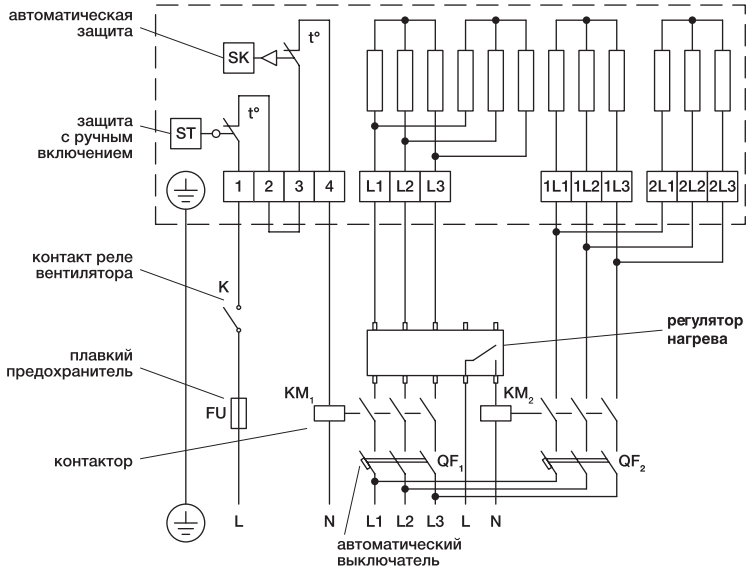 автоматическая
защита
SK
t°
защита
с ручным
включением
ST
t°
1 2 3 4 L1 L2 L3 1L1 1L2 1L3 2L1 2L2 2L3
контакт реле
вентилятора
K
регулятор
нагрева
плавкий
предохранитель
FU
KM1
KM2
контактор
QF1
QF2
L N L1 L2 L3 L N
автоматический
выключатель